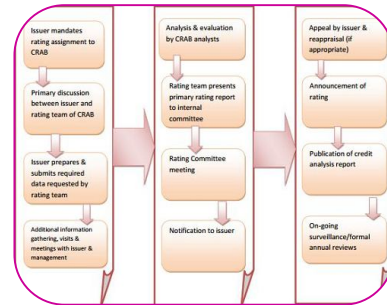 Issuer mandates
rating assignment to
CRAB
Primary discussion
between issuer and
rating team of CRAB
Issuer prepares &
submits required
data requested by
rating team
Additional information
gathering, visits &
meetings with issuer &
management
Analysis & evaluation
by CRAB analysts
Rating team presents
primary rating report to
internal
committee
Rating Committee
meeting
Notification to issuer
Appeal by issuer &
reappraisal (if
appropriate)
Announcement of
rating
Publication of credit
analysis report
On-going
surveillance/formal
annual reviews